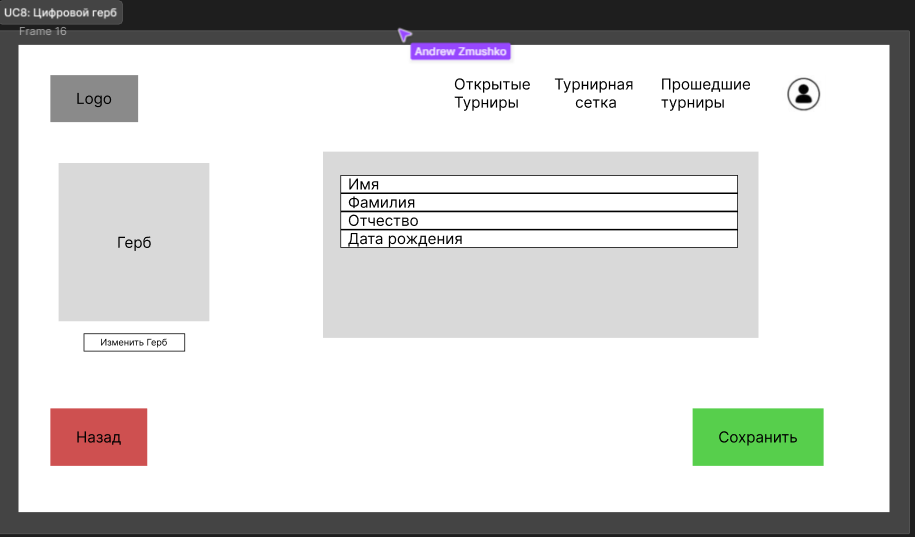 UC8: Цифровой герб
Frame 16
Andrew Zmushko
Logo
Открытые
Турниры
Турнирная
сетка
Прошедшие
турниры
Герб
Изменить Герб
Имя
Фамилия
Отчество
Дата рождения
Назад
Сохранить